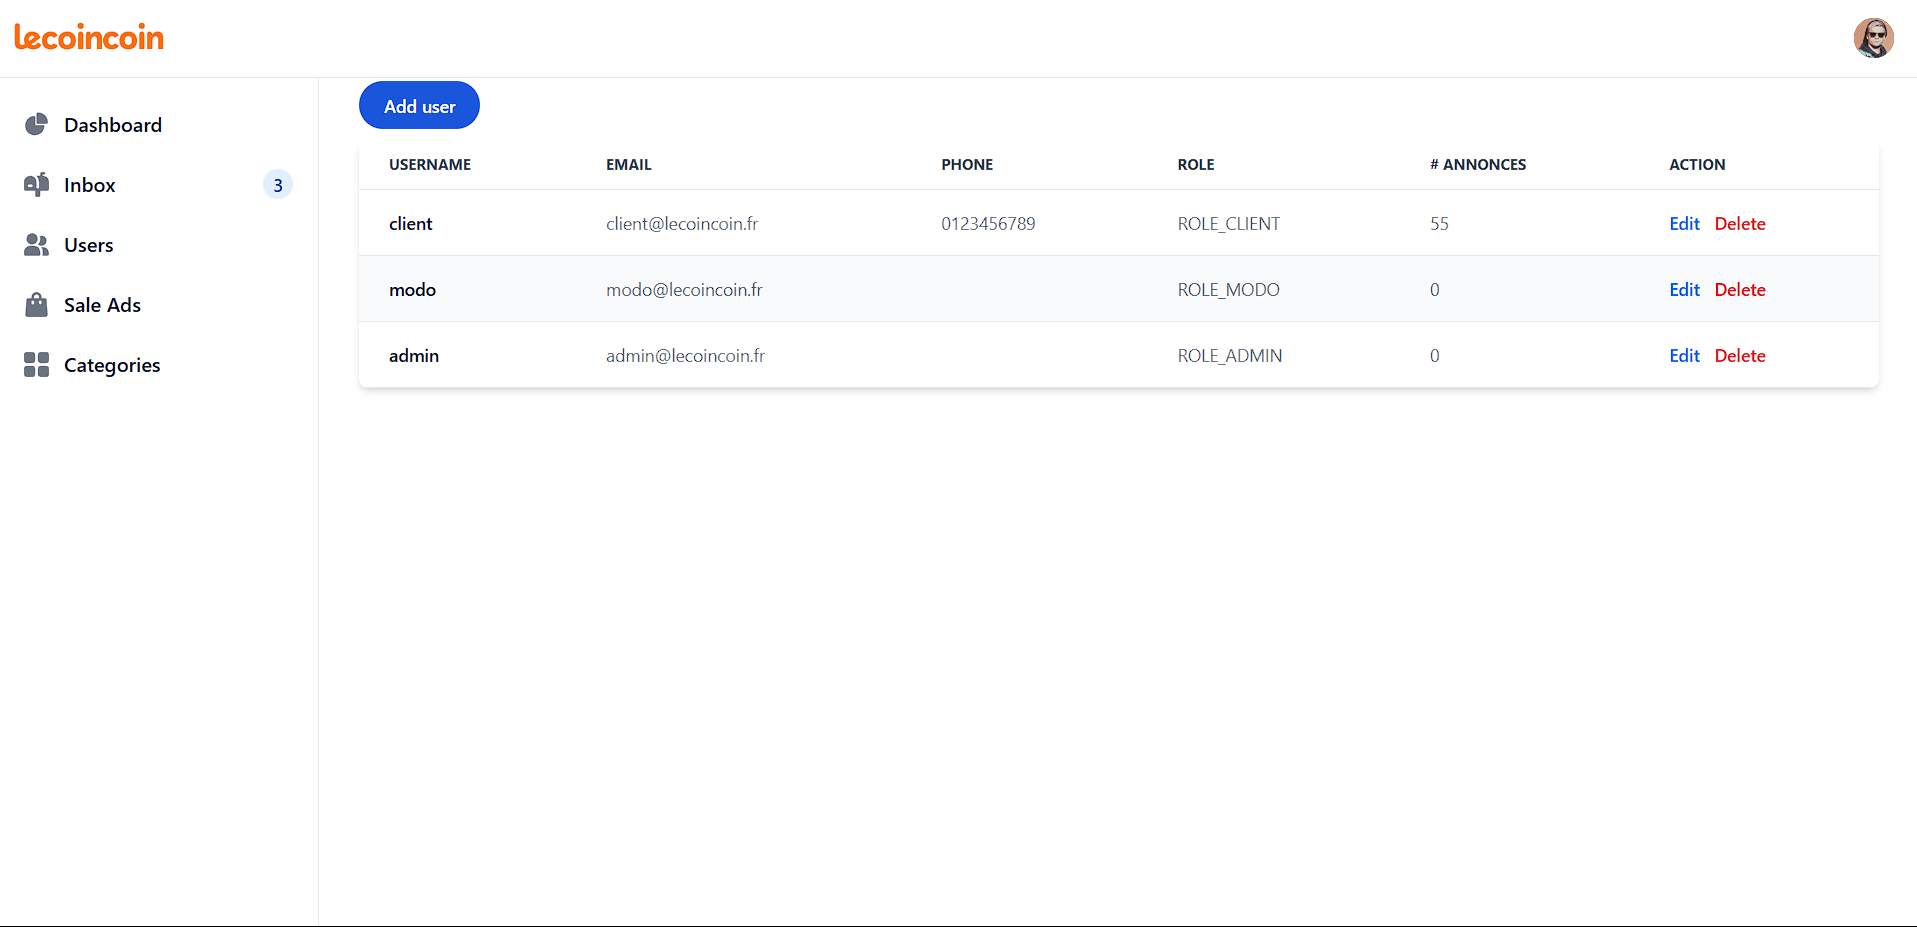 lecoincoin
Dashboard
Inbox 3
Users
Sale Ads
Categories
Add user
USERNAME EMAIL PHONE ROLE # ANNONCES ACTION
client client@lecoincoin.fr 0123456789 ROLE_CLIENT 55 Edit Delete
modo modo@lecoincoin.fr ROLE_MODO 0 Edit Delete
admin admin@lecoincoin.fr ROLE_ADMIN 0 Edit Delete